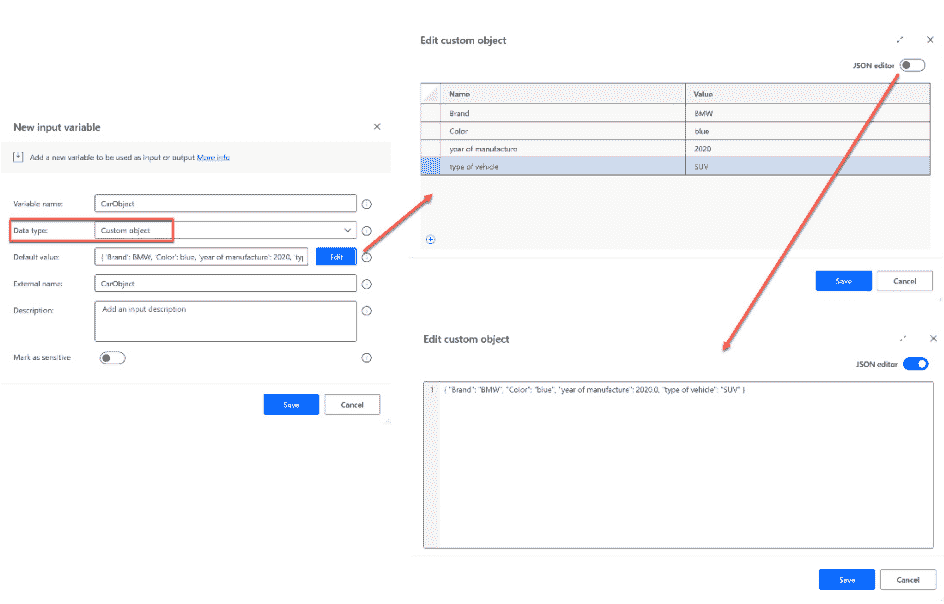 New input variable
Add a new variable to be used as input or output More info
Variable name: CarObject
Data type: Custom object
Default value: { 'Brand': BMW, 'Color': blue, 'year of manufacture': 2020, 'typ Edit
External name: CarObject
Description: Add an input description
Mark as sensitive
Save Cancel
Edit custom object
JSON editor
Name Value
Brand BMW
Color blue
year of manufacture 2020
type of vehicle SUV
Save Cancel
Edit custom object
JSON editor
1 { "Brand": "BMW", "Color": "blue", "year of manufacture": 2020.0, "type of vehicle": "SUV" }
Save Cancel